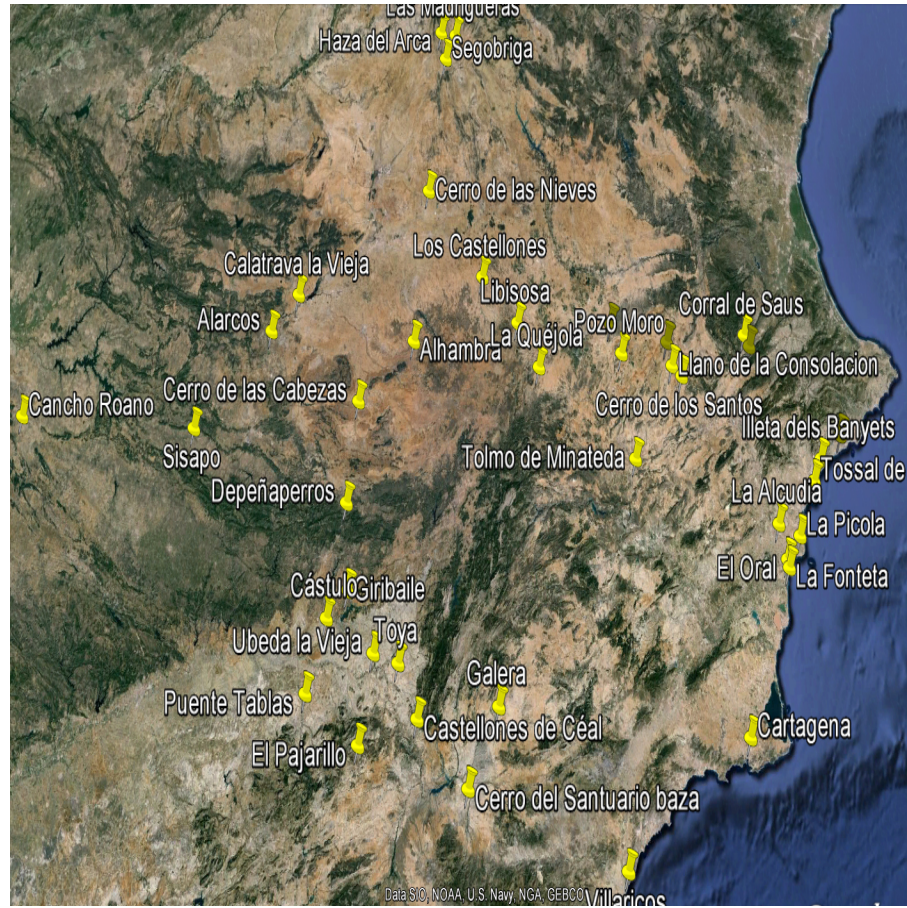 Las Madrigueras
Haza del Arca
Segobriga
Cerro de las Nieves
Los Castellones
Calatrava la Vieja
Libisosa
Corral de Saus
Alarcos
Pozo Moro
La Quéjola
Alhambra
Llano de la Consolacion
Cerro de las Cabezas
Cancho Roano
Cerro de los Santos
Illeta dels Banyets
Sisapo
Tolmo de Minateda
Tossal de
Depeñaperros
La Alcudia
La Picola
El Oral
La Fonteta
Cástulo
Giribaile
Toya
Ubeda la Vieja
Galera
Puente Tablas
Castellones de Céal
Cartagena
El Pajarillo
Cerro del Santuario baza
Data SIO, NOAA, U.S. Navy, NGA, GEBCO
Villaricos